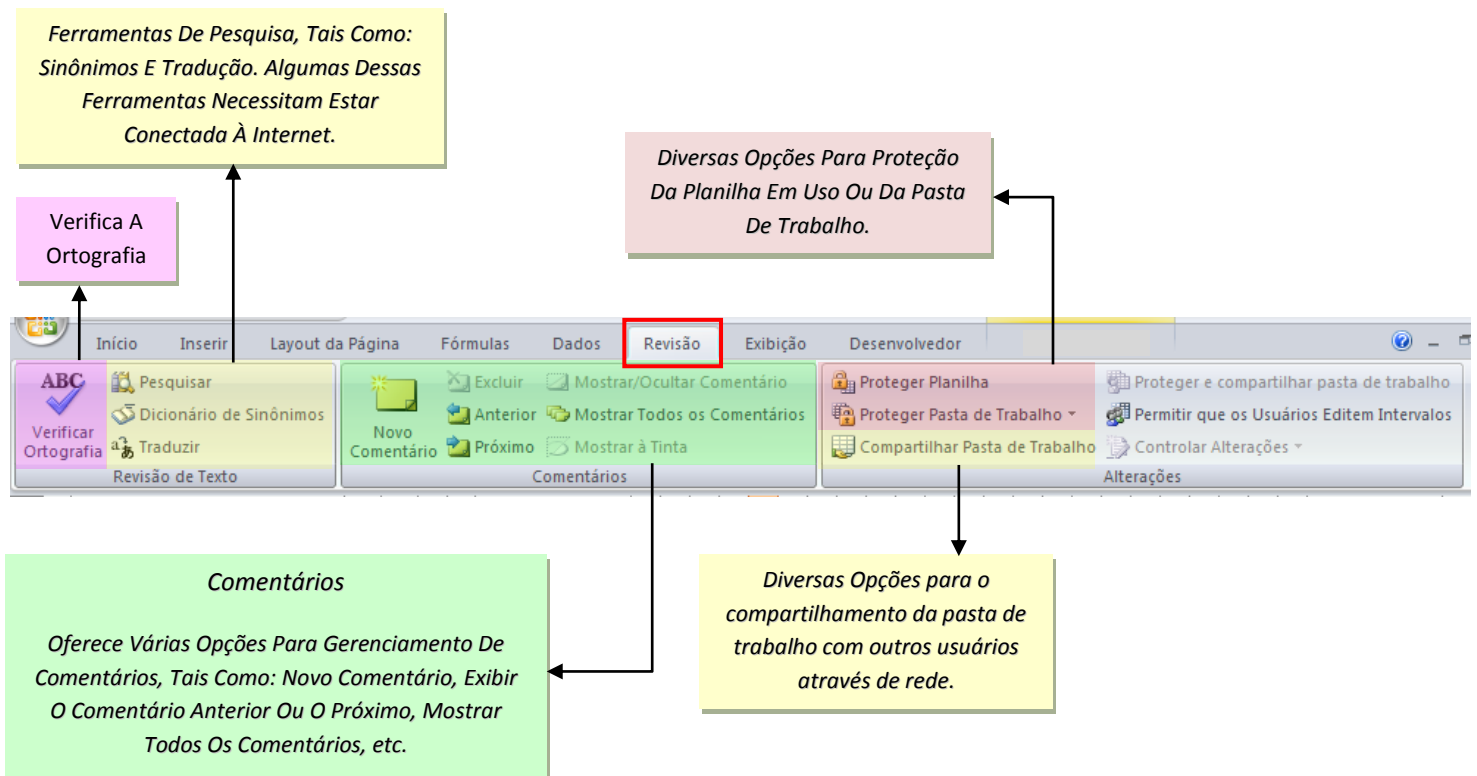 Ferramentas De Pesquisa, Tais Como:
Sinônimos E Tradução. Algumas Dessas
Ferramentas Necessitam Estar
Conectada À Internet.
Diversas Opções Para Proteção
Da Planilha Em Uso Ou Da Pasta
De Trabalho.
Verifica A
Ortografia
Início Inserir Layout da Página Fórmulas Dados Revisão Exibição Desenvolvedor
ABC
Verificar
Ortografia
Pesquisar
Dicionário de Sinônimos
Traduzir
Revisão de Texto
Novo
Comentário
Excluir
Anterior
Próximo
Mostrar/Ocultar Comentário
Mostrar Todos os Comentários
Mostrar à Tinta
Comentários
Proteger Planilha
Proteger Pasta de Trabalho
Compartilhar Pasta de Trabalho
Proteger e compartilhar pasta de trabalho
Permitir que os Usuários Editem Intervalos
Controlar Alterações
Alterações
Comentários
Oferece Várias Opções Para Gerenciamento De
Comentários, Tais Como: Novo Comentário, Exibir
O Comentário Anterior Ou O Próximo, Mostrar
Todos Os Comentários, etc.
Diversas Opções para o
compartilhamento da pasta de
trabalho com outros usuários
através de rede.